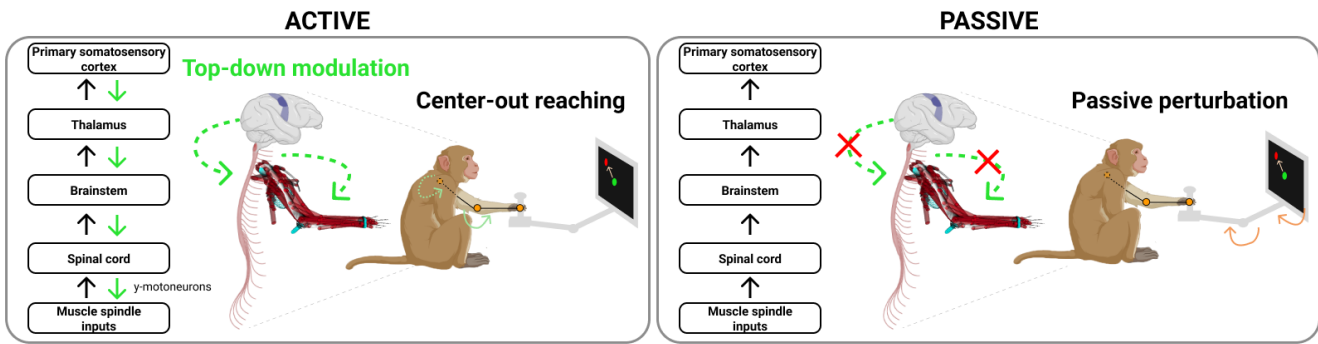 ACTIVE
Primary somatosensory
cortex
Top-down modulation
Center-out reaching
Thalamus
Brainstem
Spinal cord
y-motoneurons
Muscle spindle
inputs
PASSIVE
Primary somatosensory
cortex
Passive perturbation
Thalamus
Brainstem
Spinal cord
Muscle spindle
inputs